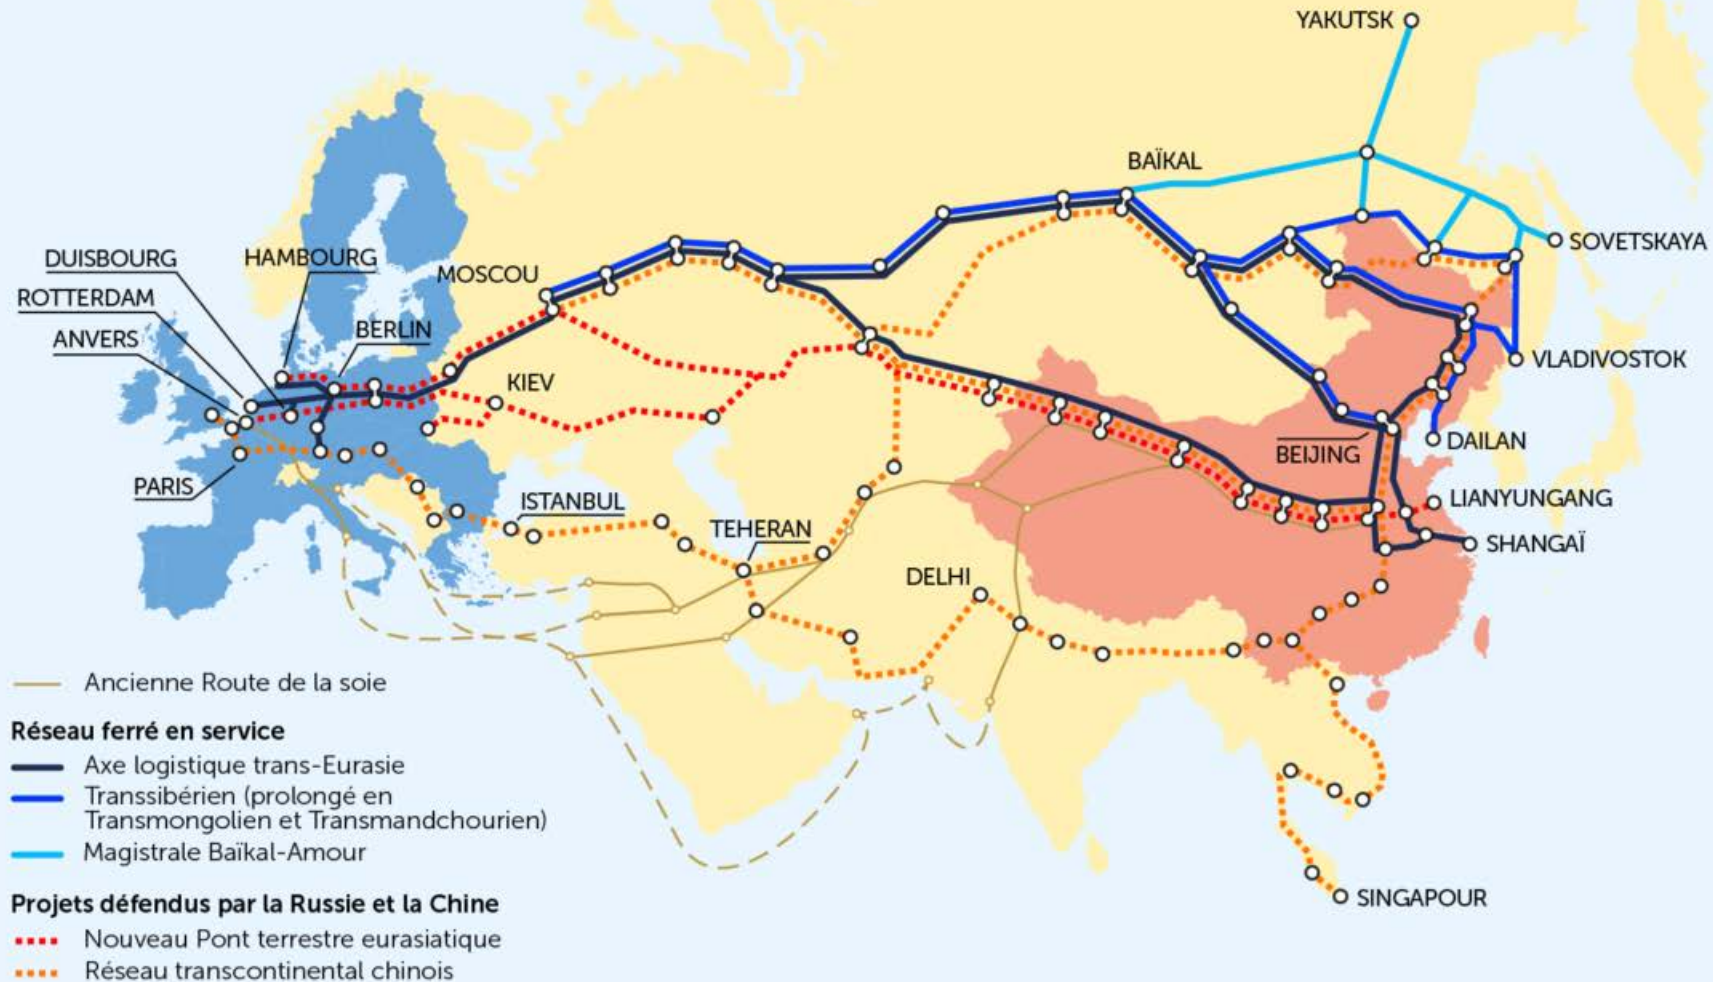 YAKUTSK
BAÏKAL
SOVETSKAYA
DUISBOURG
HAMBOURG
MOSCOU
ROTTERDAM
BERLIN
ANVERS
VLADIVOSTOK
KIEV
DAILAN
BEIJING
PARIS
ISTANBUL
LIANYUNGANG
TEHERAN
SHANGAÏ
DELHI
Ancienne Route de la soie
Réseau ferré en service
Axe logistique trans-Eurasie
Transsibérien (prolongé en
Transmongolien et Transmandchourien)
Magistrale Baïkal-Amour
SINGAPOUR
Projets défendus par la Russie et la Chine
Nouveau Pont terrestre eurasiatique
Réseau transcontinental chinois